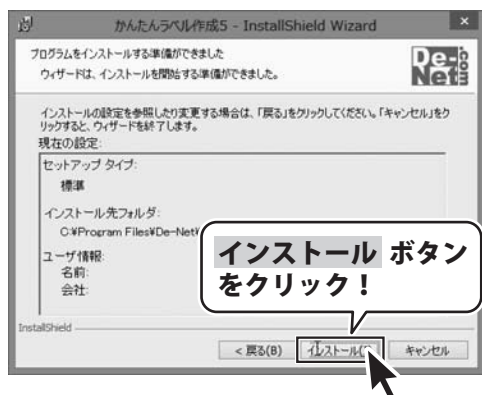 かんたんラベル作成5 - InstallShield Wizard
×
プログラムをインストールする準備ができました
ウィザードは、インストールを開始する準備ができました。
De-Net
インストールの設定を参照したり変更する場合は、「戻る」をクリックしてください。「キャンセル」をク
リックすると、ウィザードを終了します。
現在の設定:
セットアップ タイプ:
標準
インストール先フォルダ:
C:¥Program Files¥De-Net¥
ユーザ情報:
名前:
会社:
インストール ボタン
をクリック!
InstallShield
< 戻る(B)
インストール(I)
キャンセル